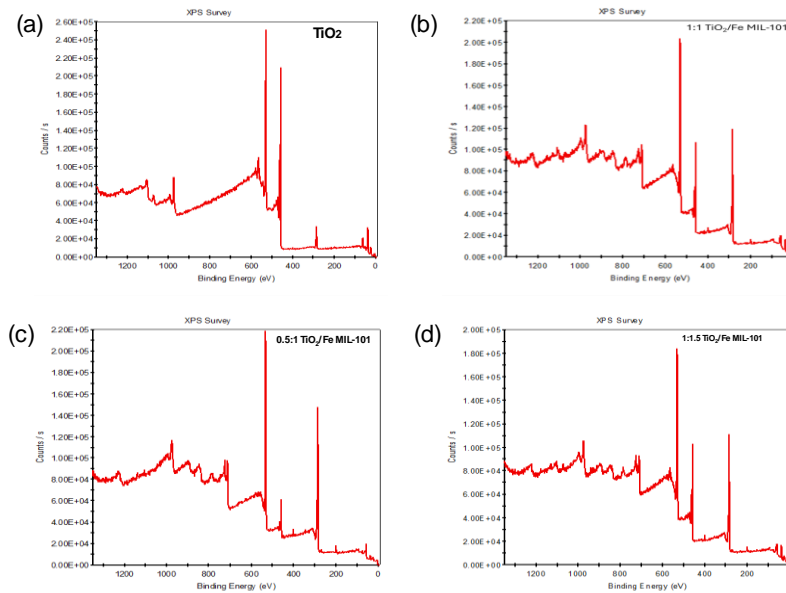 (a)
XPS Survey
TiO2
2.60E+05
2.40E+05
2.20E+05
2.00E+05
1.80E+05
1.60E+05
1.40E+05
1.20E+05
1.00E+05
8.00E+04
6.00E+04
4.00E+04
2.00E+04
0.00E+00
Counts / s
1200 1000 800 600 400 200 0
Binding Energy (eV)
(b)
XPS Survey
1:1 TiO2/Fe MIL-101
2.20E+05
2.00E+05
1.80E+05
1.60E+05
1.40E+05
1.20E+05
1.00E+05
8.00E+04
6.00E+04
4.00E+04
2.00E+04
0.00E+00
Counts / s
1200 1000 800 600 400 200 0
Binding Energy (eV)
(c)
XPS Survey
0.5:1 TiO2/Fe MIL-101
2.20E+05
2.00E+05
1.80E+05
1.60E+05
1.40E+05
1.20E+05
1.00E+05
8.00E+04
6.00E+04
4.00E+04
2.00E+04
0.00E+00
Counts / s
1200 1000 800 600 400 200 0
Binding Energy (eV)
(d)
XPS Survey
1:1.5 TiO2/Fe MIL-101
2.00E+05
1.80E+05
1.60E+05
1.40E+05
1.20E+05
1.00E+05
8.00E+04
6.00E+04
4.00E+04
2.00E+04
0.00E+00
Counts / s
1200 1000 800 600 400 200 0
Binding Energy (eV)